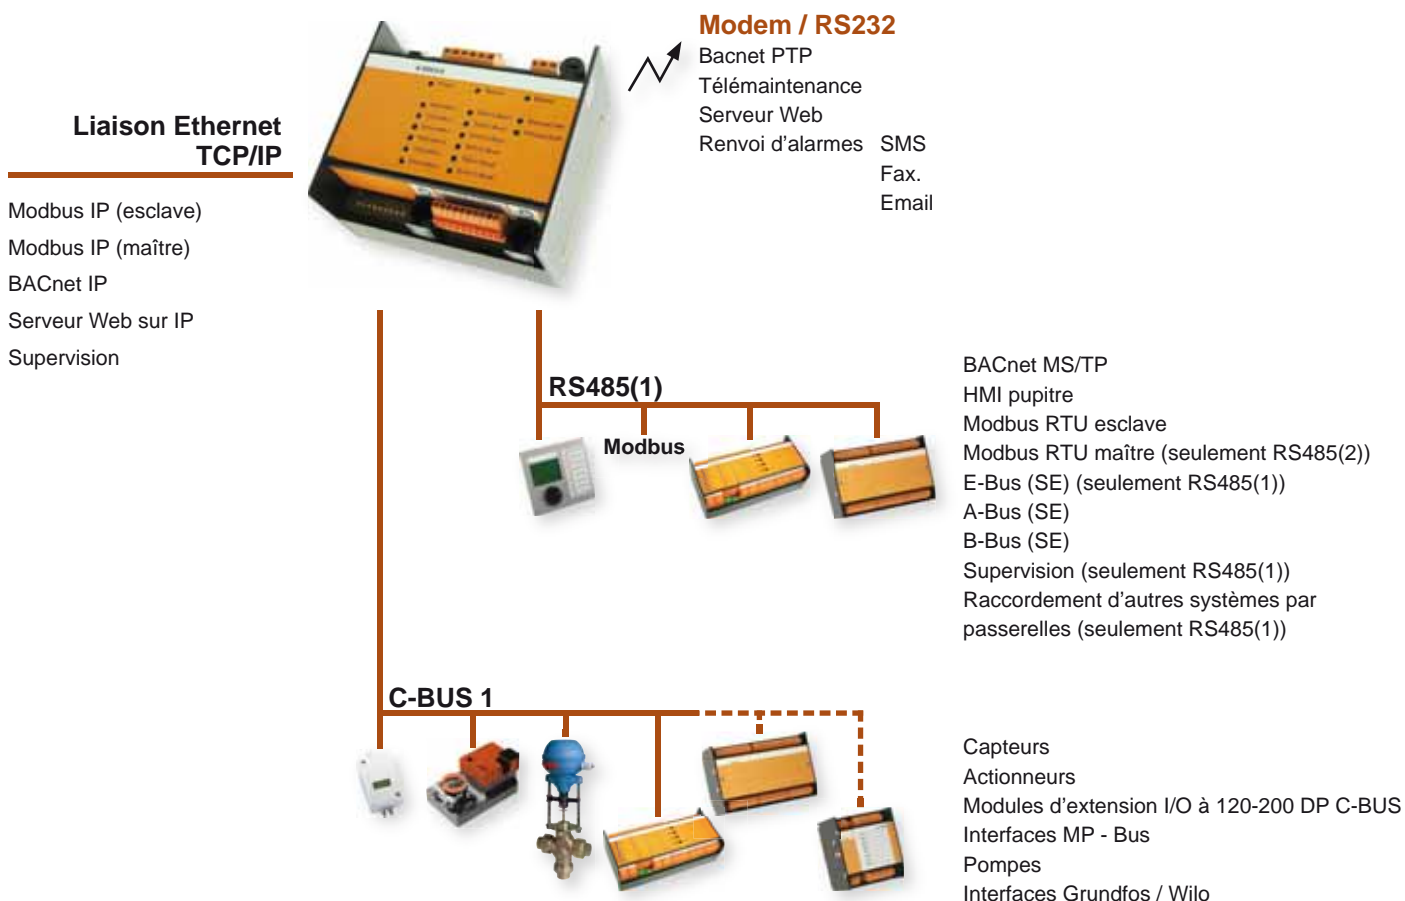 Modem / RS232
Bacnet PTP
Télémaintenance
Serveur Web
Renvoi d'alarmes SMS
Fax.
Email
Liaison Ethernet
TCP/IP
Modbus IP (esclave)
Modbus IP (maître)
BACnet IP
Serveur Web sur IP
Supervision
RS485(1)
Modbus
BACnet MS/TP
HMI pupitre
Modbus RTU esclave
Modbus RTU maître (seulement RS485(2))
E-Bus (SE) (seulement RS485(1))
A-Bus (SE)
B-Bus (SE)
Supervision (seulement RS485(1))
Raccordement d'autres systèmes par
passerelles (seulement RS485(1))
C-BUS 1
Capteurs
Actionneurs
Modules d'extension I/O à 120-200 DP C-BUS
Interfaces MP - Bus
Pompes
Interfaces Grundfos / Wilo